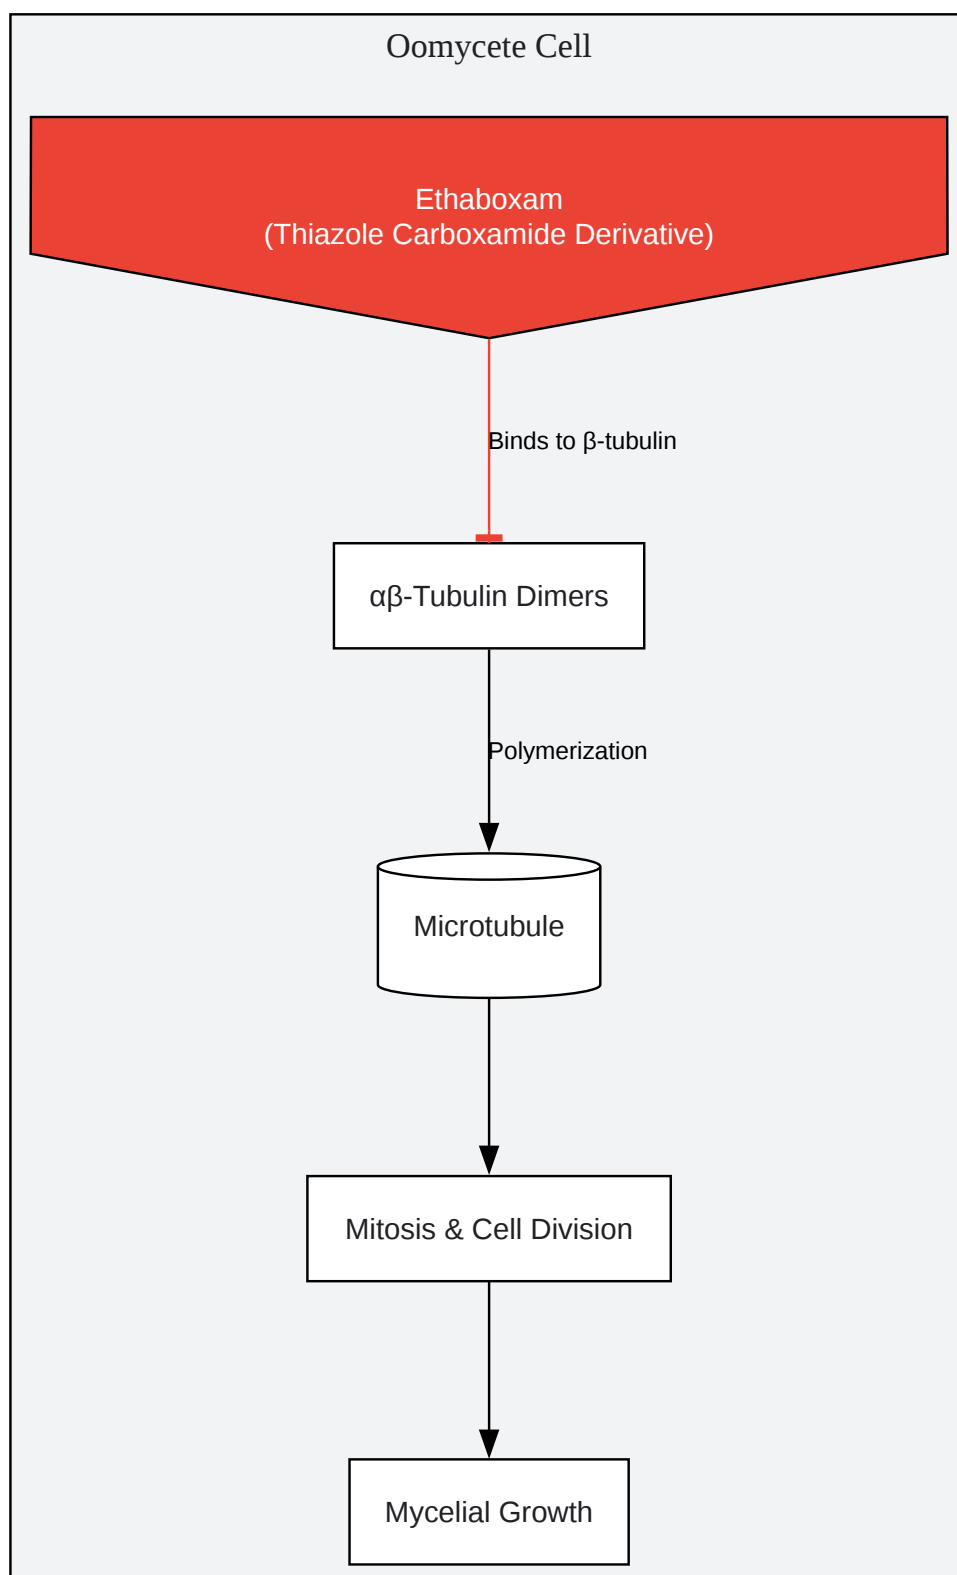 Oomycete Cell
Ethaboxam
(Thiazole Carboxamide Derivative)
Binds to β-tubulin
αβ-Tubulin Dimers
Polymerization
Microtubule
Mitosis & Cell Division
Mycelial Growth